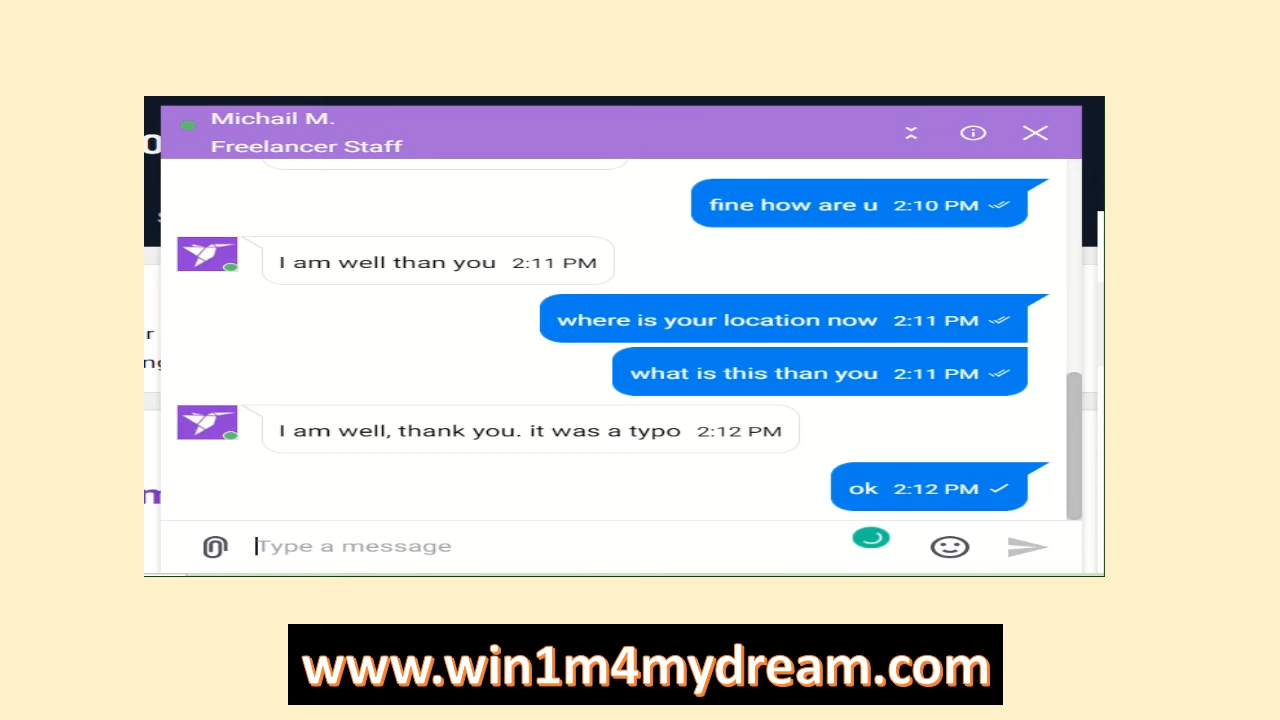 Michail M.
Freelancer Staff
fine how are u 2:10 PM
I am well than you 2:11 PM
where is your location now 2:11 PM
what is this than you 2:11 PM
I am well, thank you. it was a typo 2:12 PM
ok 2:12 PM
Type a message
www.win1m4mydream.com